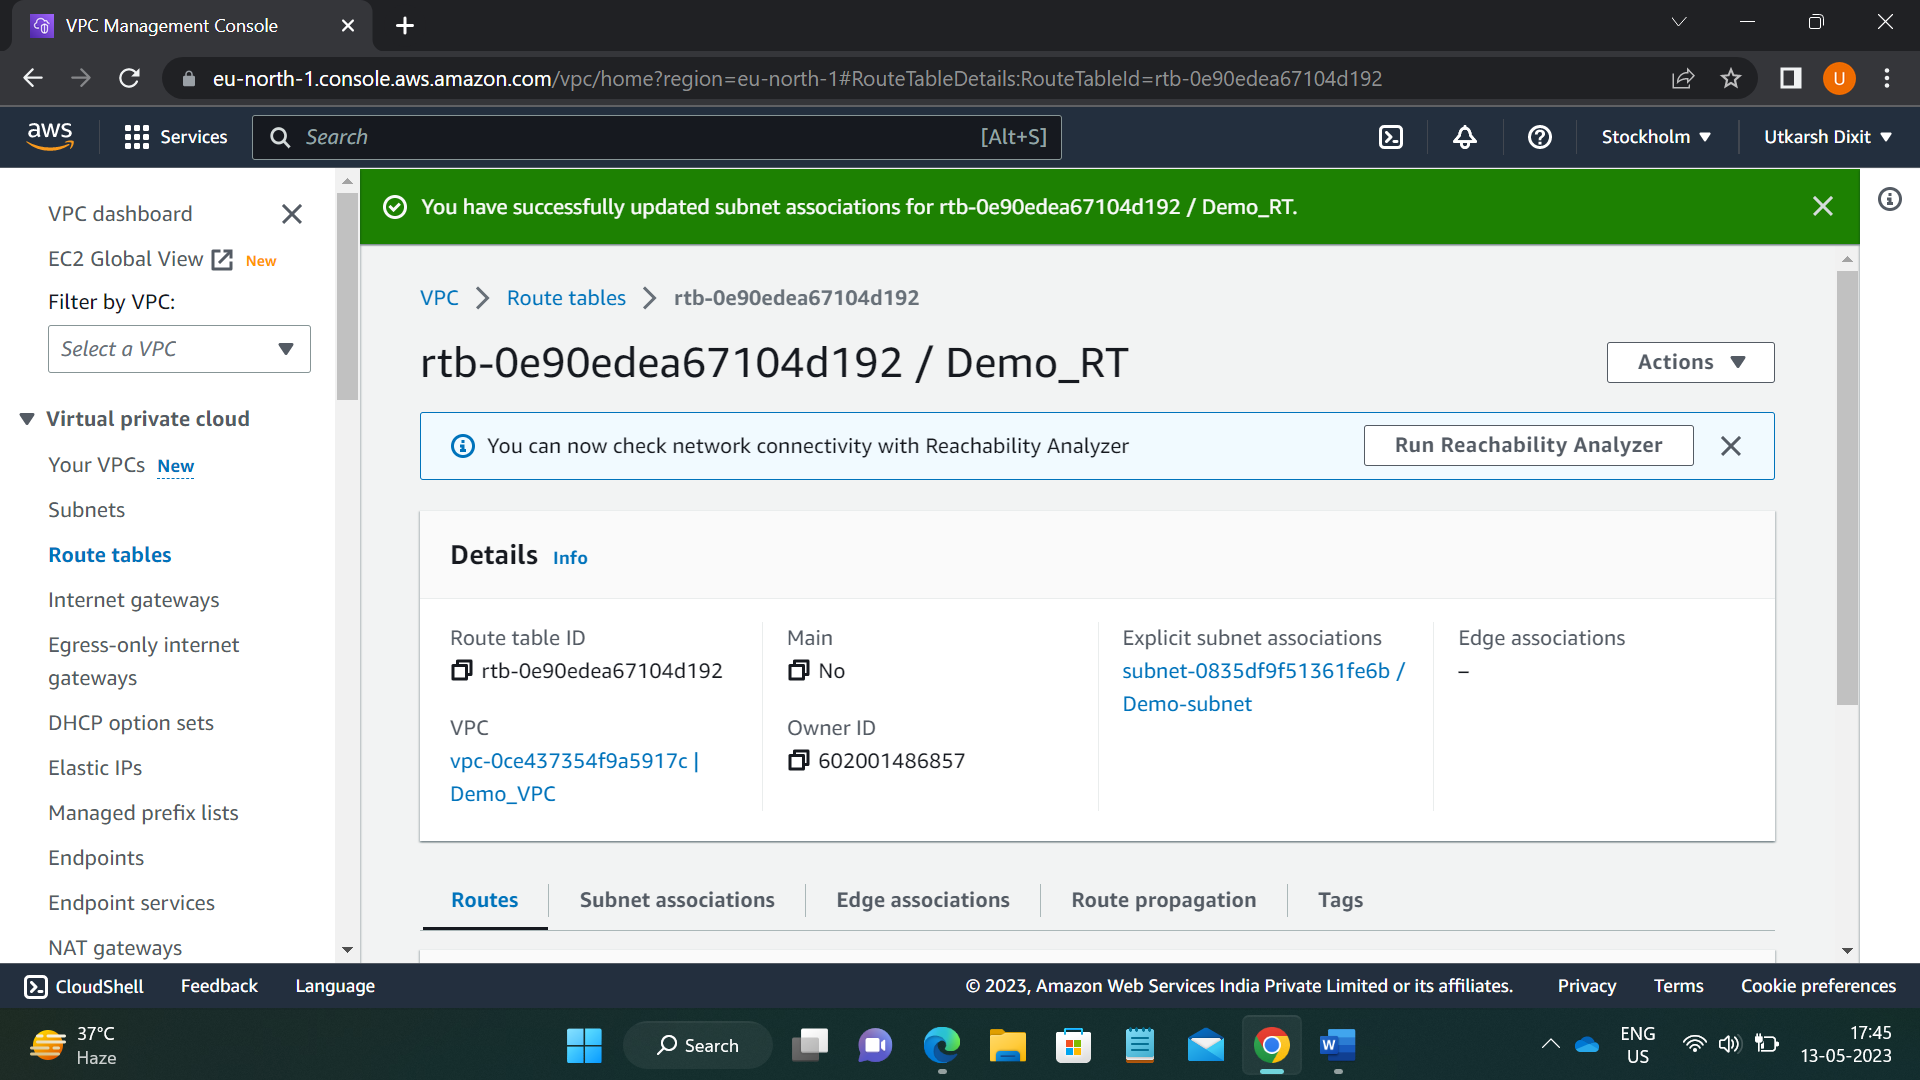 VPC Management Console
eu-north-1.console.aws.amazon.com/vpc/home?region=eu-north-1#RouteTableDetails:RouteTableId=rtb-0e90edea67104d192
U
aws
Services
Search
[Alt+S]
Stockholm
Utkarsh Dixit
VPC dashboard
EC2 Global View New
Filter by VPC:
Select a VPC
Virtual private cloud
Your VPCs New
Subnets
Route tables
Internet gateways
Egress-only internet
gateways
DHCP option sets
Elastic IPs
Managed prefix lists
Endpoints
Endpoint services
NAT gateways
You have successfully updated subnet associations for rtb-0e90edea67104d192 / Demo_RT.
VPC
Route tables
rtb-0e90edea67104d192
rtb-0e90edea67104d192 / Demo_RT
Actions
You can now check network connectivity with Reachability Analyzer
Run Reachability Analyzer
Details Info
Route table ID
rtb-0e90edea67104d192
VPC
vpc-0ce437354f9a5917c |
Demo_VPC
Main
No
Owner ID
602001486857
Explicit subnet associations
subnet-0835df9f51361fe6b /
Demo-subnet
Edge associations
–
Routes
Subnet associations
Edge associations
Route propagation
Tags
CloudShell
Feedback
Language
© 2023, Amazon Web Services India Private Limited or its affiliates.
Privacy
Terms
Cookie preferences
37°C
Haze
Search
W
ENG
US
17:45
13-05-2023